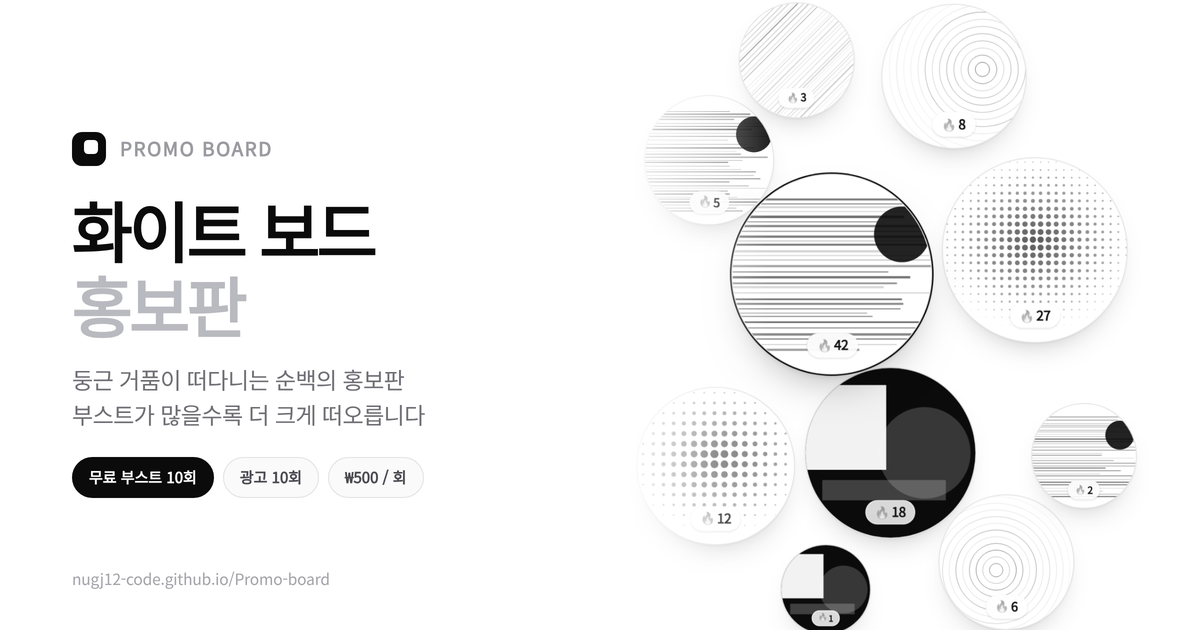 PROMO BOARD
화이트 보드
홍보판
둥근 거품이 떠다니는 순백의 홍보판
부스트가 많을수록 더 크게 떠오릅니다
무료 부스트 10회
광고 10회
₩500 / 회
nugj12-code.github.io/Promo-board
3
8
5
42
27
12
18
2
6
1